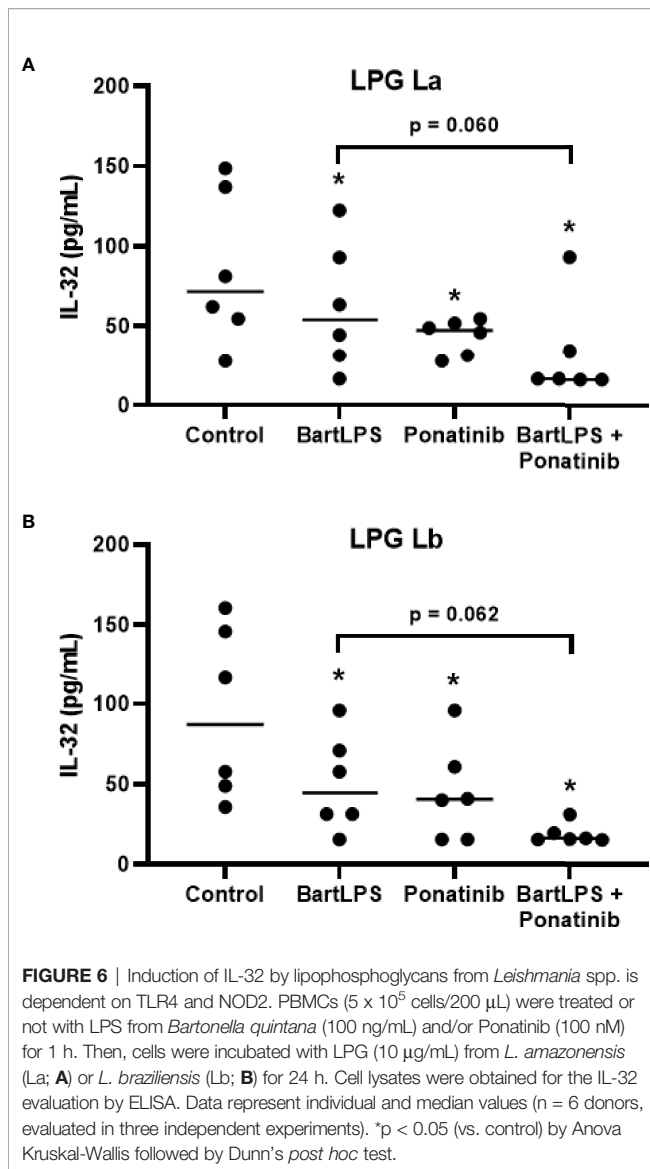 A
LPG La
200
150
100
50
0
IL-32 (pg/mL)
p = 0.060
*
*
*
Control
BartLPS
Ponatinib
BartLPS +
Ponatinib
B
LPG Lb
200
150
100
50
0
IL-32 (pg/mL)
p = 0.062
*
*
*
Control
BartLPS
Ponatinib
BartLPS +
Ponatinib
FIGURE 6 | Induction of IL-32 by lipophosphoglycans from Leishmania spp. is
dependent on TLR4 and NOD2. PBMCs (5 x 10⁵ cells/200 μL) were treated or
not with LPS from Bartonella quintana (100 ng/mL) and/or Ponatinib (100 nM)
for 1 h. Then, cells were incubated with LPG (10 μg/mL) from L. amazonensis
(La; A) or L. braziliensis (Lb; B) for 24 h. Cell lysates were obtained for the IL-32
evaluation by ELISA. Data represent individual and median values (n = 6 donors,
evaluated in three independent experiments). *p < 0.05 (vs. control) by Anova
Kruskal-Wallis followed by Dunn's post hoc test.